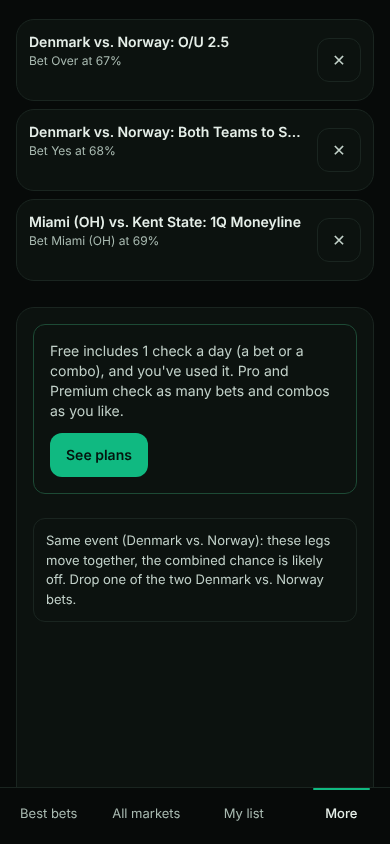 Denmark vs. Norway: O/U 2.5
Bet Over at 67%
Denmark vs. Norway: Both Teams to S...
Bet Yes at 68%
Miami (OH) vs. Kent State: 1Q Moneyline
Bet Miami (OH) at 69%
Free includes 1 check a day (a bet or a
combo), and you've used it. Pro and
Premium check as many bets and combos
as you like.
See plans
Same event (Denmark vs. Norway): these legs
move together, the combined chance is likely
off. Drop one of the two Denmark vs. Norway
bets.
Best bets All markets My list More